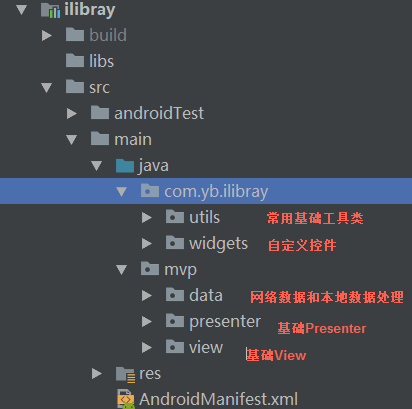 ilibray
build
libs
src
androidTest
main
java
com.yb.ilibray
utils 常用基础工具类
widgets 自定义控件
mvp
data 网络数据和本地数据处理
presenter 基础Presenter
view 基础View
res
AndroidManifest.xml